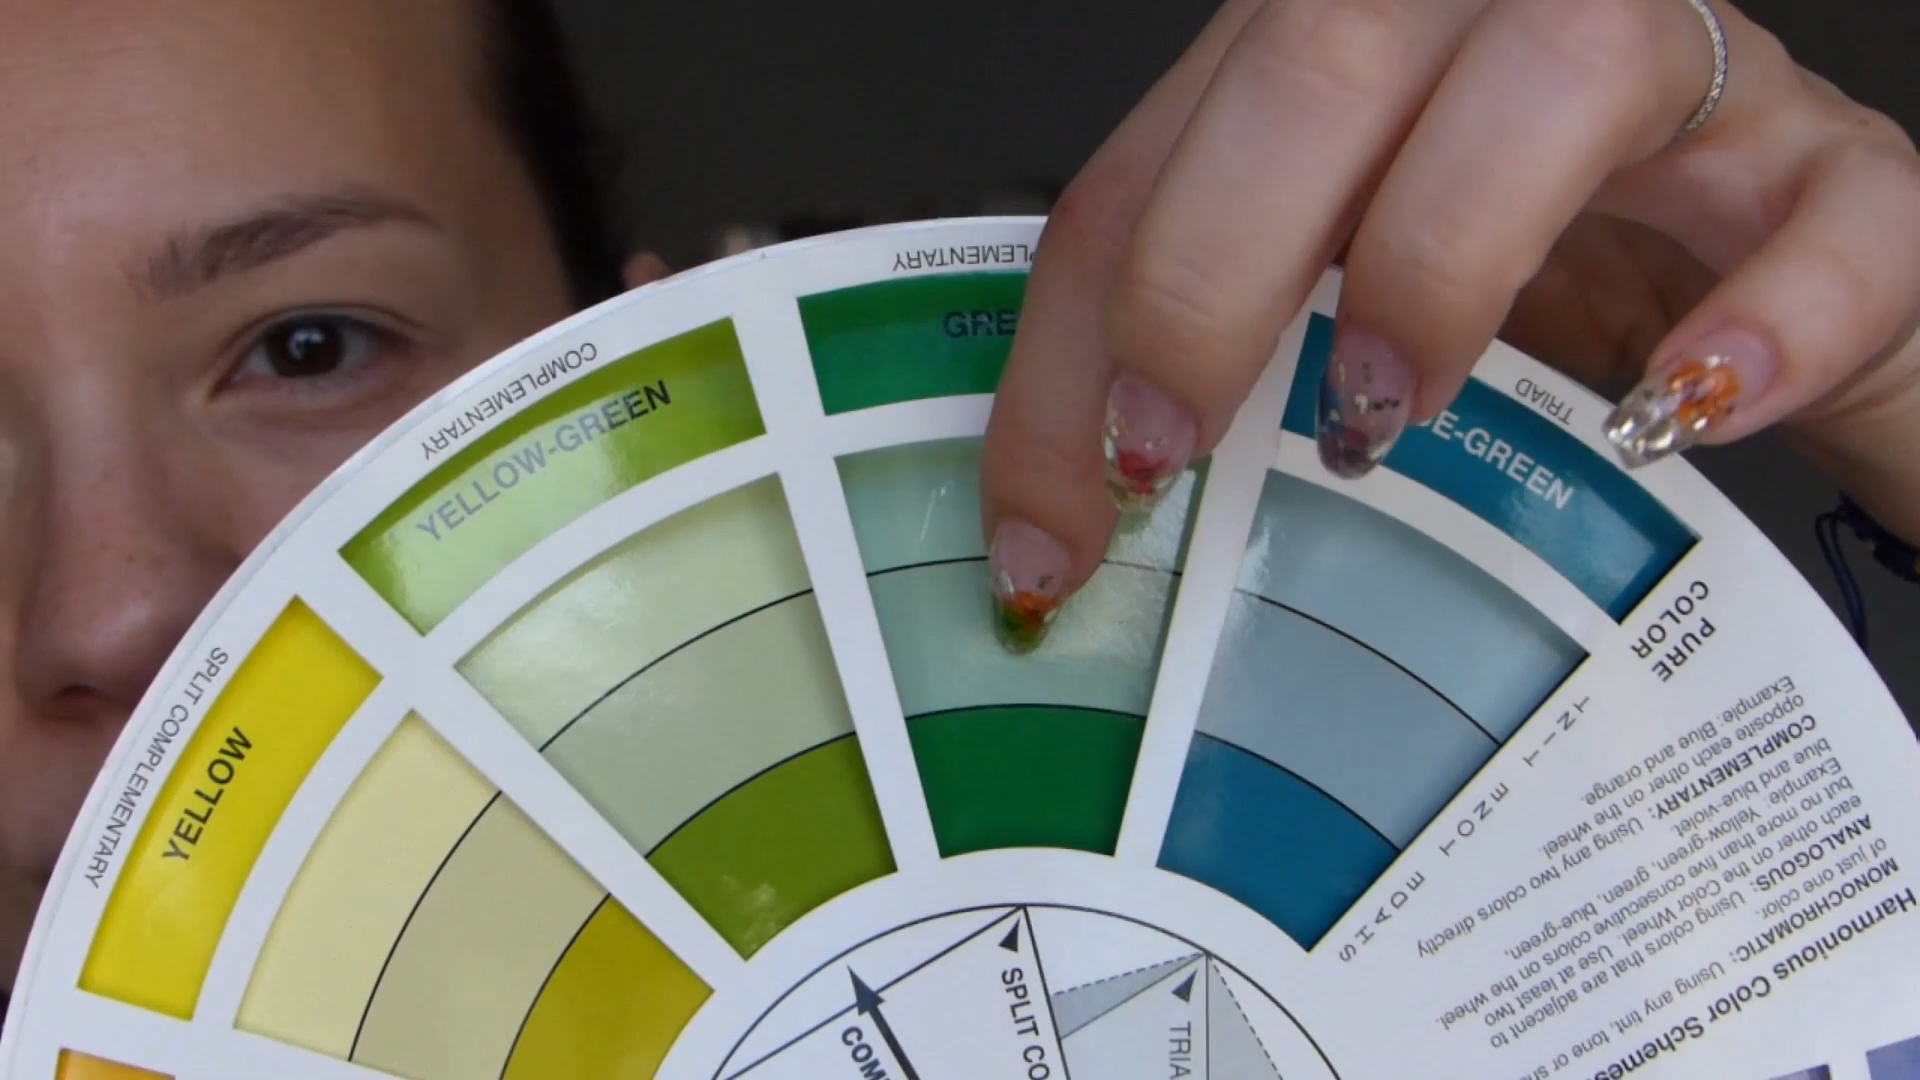 COMPLEMENTARY
GRE
COMPLEMENTARY
YELLOW-GREEN
TRIAD
E-GREEN
SPLIT COMPLEMENTARY
YELLOW
PURE
COLOR
TINT
TONE
SHADE
SPLIT CO
TRIA
COM
Harmonious Color Schemes
MONOCHROMATIC: Using any tint, tone or
of just one color.
ANALOGOUS: Using colors that are adjacent to
each other on the Color Wheel. Use at least two
but no more than five consecutive colors on the wheel.
Example: Yellow-green, green, blue-green,
blue and blue-violet.
COMPLEMENTARY: Using any two colors directly
opposite each other on the wheel.
Example: Blue and orange.